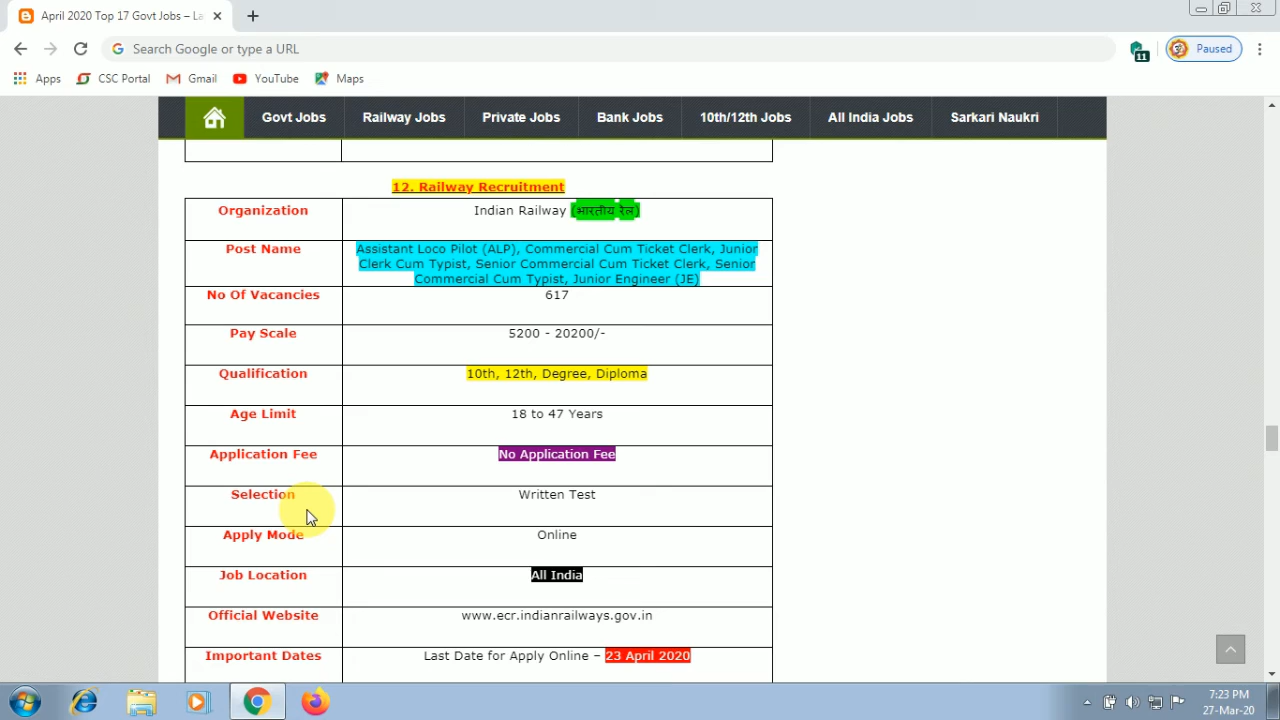 April 2020 Top 17 Govt Jobs – La
Search Google or type a URL
11
Paused
Apps
CSC Portal
Gmail
YouTube
Maps
Govt Jobs
Railway Jobs
Private Jobs
Bank Jobs
10th/12th Jobs
All India Jobs
Sarkari Naukri
12. Railway Recruitment
Organization
Indian Railway (भारतीय रैल)
Post Name
Assistant Loco Pilot (ALP), Commercial Cum Ticket Clerk, Junior
Clerk Cum Typist, Senior Commercial Cum Ticket Clerk, Senior
Commercial Cum Typist, Junior Engineer (JE)
No Of Vacancies
617
Pay Scale
5200 - 20200/-
Qualification
10th, 12th, Degree, Diploma
Age Limit
18 to 47 Years
Application Fee
No Application Fee
Selection
Written Test
Apply Mode
Online
Job Location
All India
Official Website
www.ecr.indianrailways.gov.in
Important Dates
Last Date for Apply Online – 23 April 2020
7:23 PM
27-Mar-20